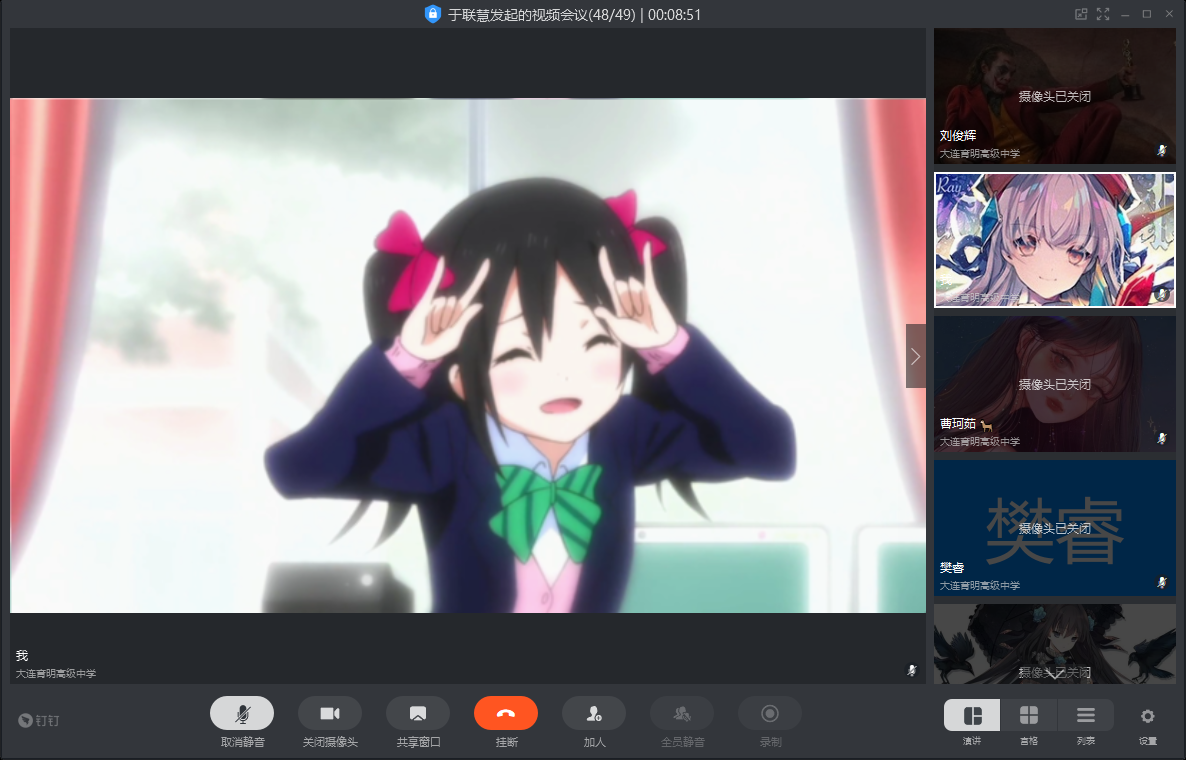 于联慧发起的视频会议(48/49) | 00:08:51
摄像头已关闭
刘俊辉
大连育明高级中学
Ray
大连育明高级中学
摄像头已关闭
曹珂茹
大连育明高级中学
樊睿
摄像头已关闭
樊睿
大连育明高级中学
摄像头已关闭
我
大连育明高级中学
钉钉
取消静音
关闭摄像头
共享窗口
挂断
加人
全员静音
录制
演讲
宫格
列表
设置